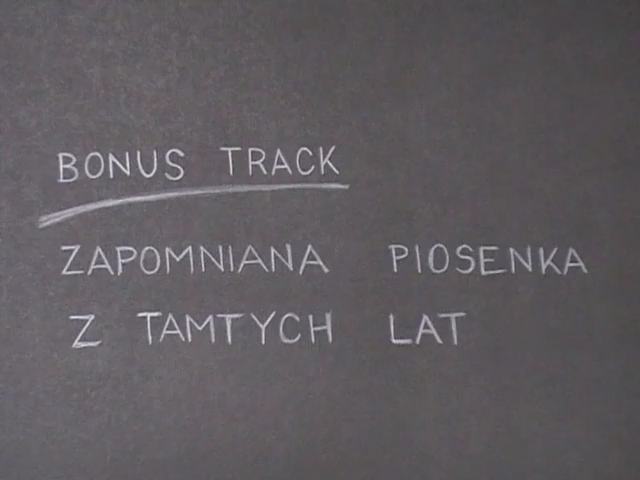 BONUS TRACK
ZAPOMNIANA PIOSENKA
Z TAMTYCH LAT